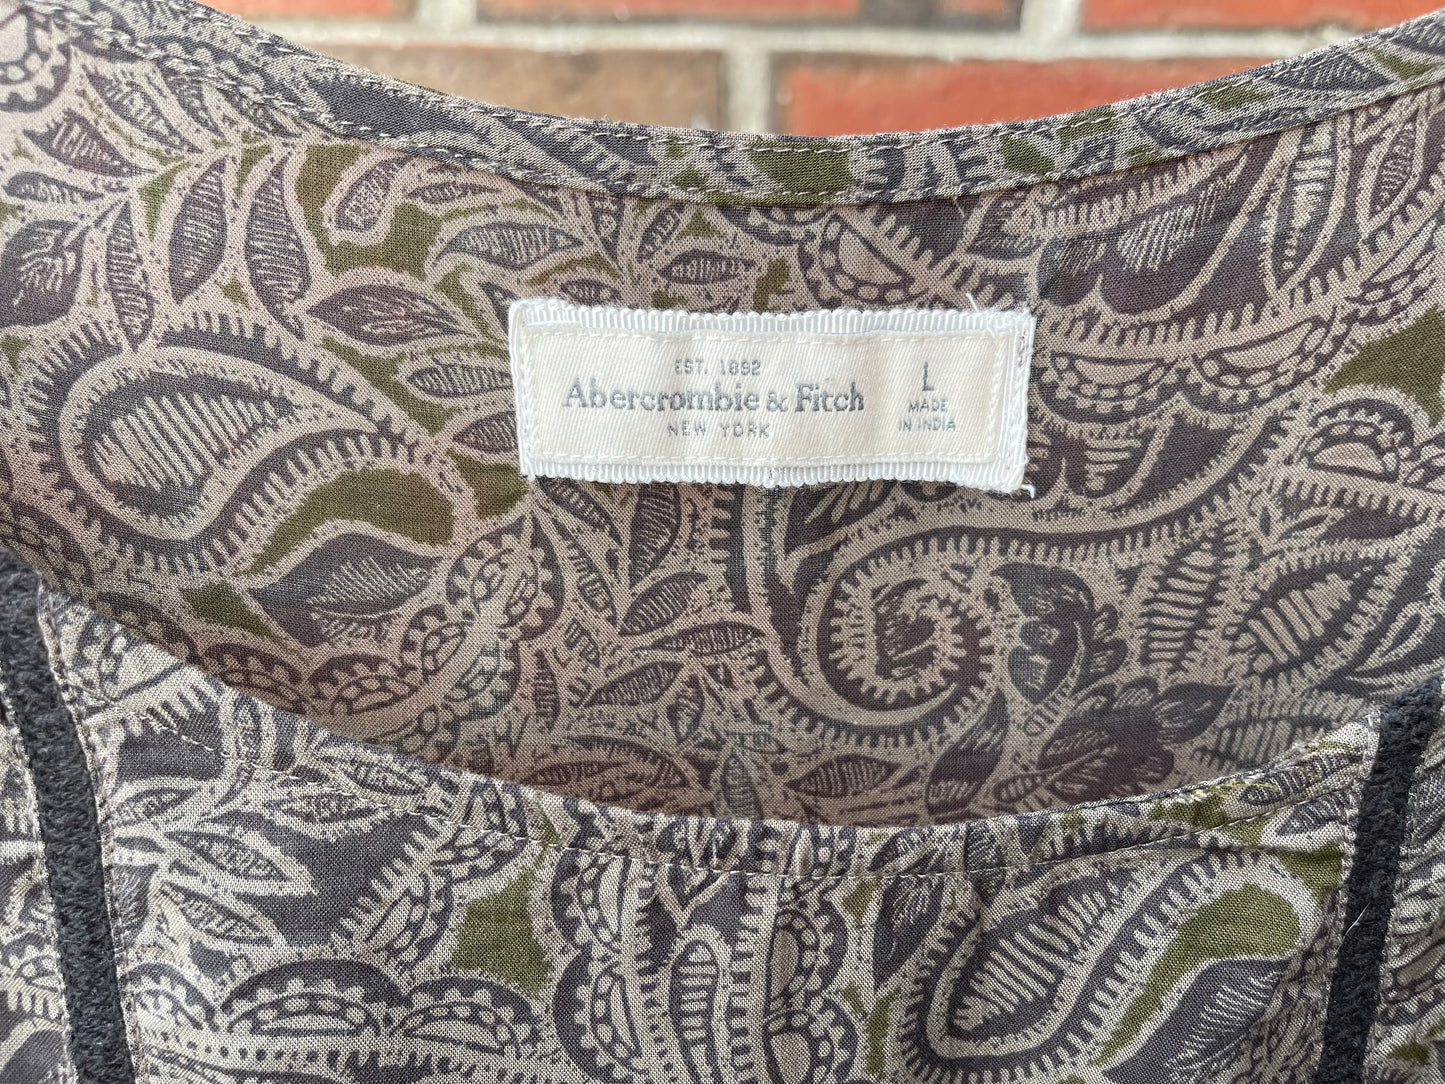 EST. 1892
Abercrombie & Fitch
NEW YORK
L
MADE
IN INDIA